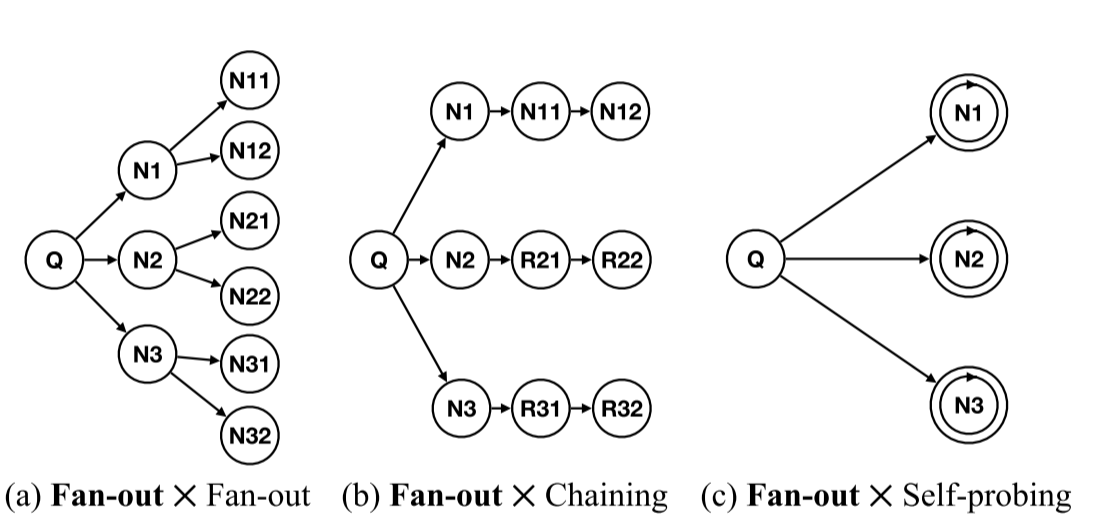 N11
N12
N1
N21
Q
N2
N22
N3
N31
N32
(a) Fan-out × Fan-out
N1 N11 N12
Q N2 R21 R22
N3 R31 R32
(b) Fan-out × Chaining
N1
Q N2
N3
(c) Fan-out × Self-probing